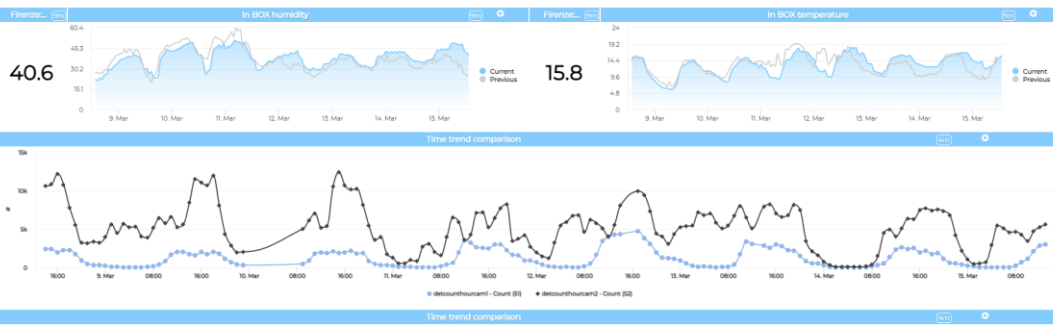 Firenze:... 9m In BOX humidity 9m Firenze:... 9m In BOX temperature 9m
40.6
60.4
45.3
30.2
15.1
0
9. Mar 10. Mar 11. Mar 12. Mar 13. Mar 14. Mar 15. Mar
Current
Previous
15.8
24
19.2
14.4
9.6
4.8
0
9. Mar 10. Mar 11. Mar 12. Mar 13. Mar 14. Mar 15. Mar
Current
Previous
Time trend comparison 4m
#
15k
10k
5k
0
16:00 9. Mar 08:00 16:00 10. Mar 08:00 16:00 11. Mar 08:00 16:00 12. Mar 08:00 16:00 13. Mar 08:00 16:00 14. Mar 08:00 16:00 15. Mar 08:00
detcounthourcam1 - Count (S1) detcounthourcam2 - Count (S2)
Time trend comparison 4m